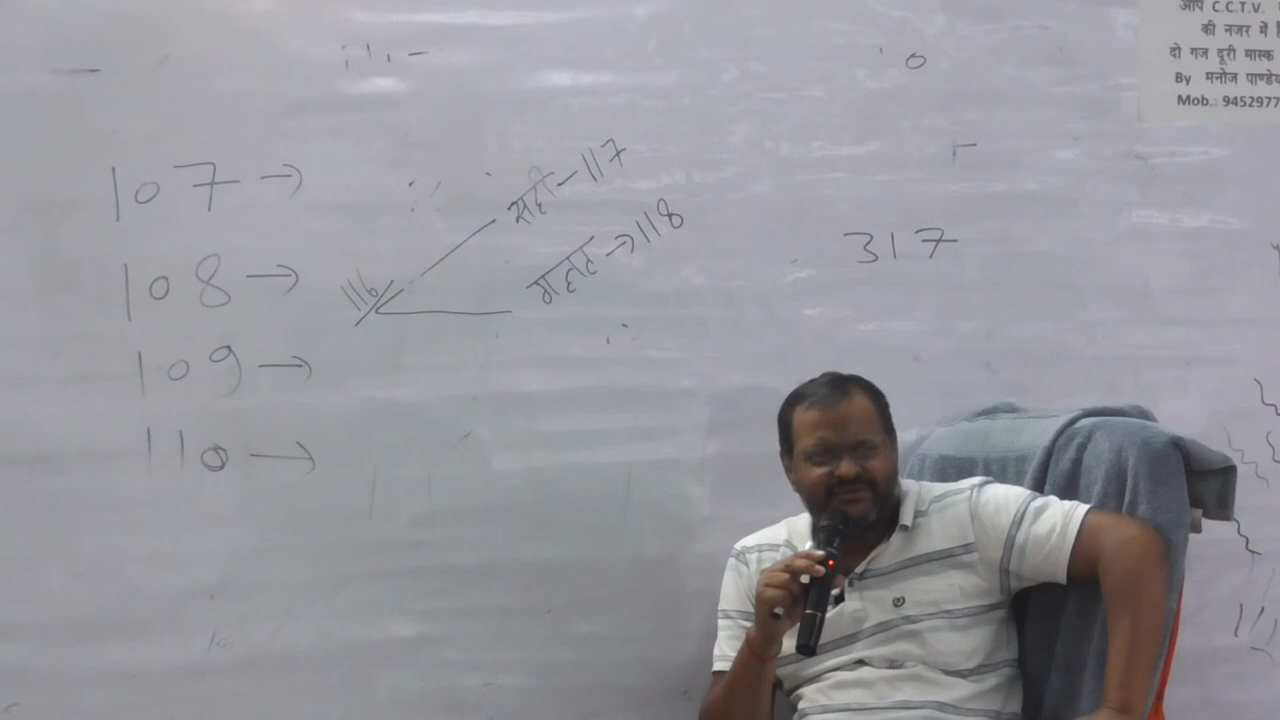 आप C.C.T.V.
की नजर में
दो गज दूरी मास्क
By मनोज पाण्डेय
Mob.: 9452977
107 →
108 →
109 →
110 →
116
सही – 117
गलत → 118
317